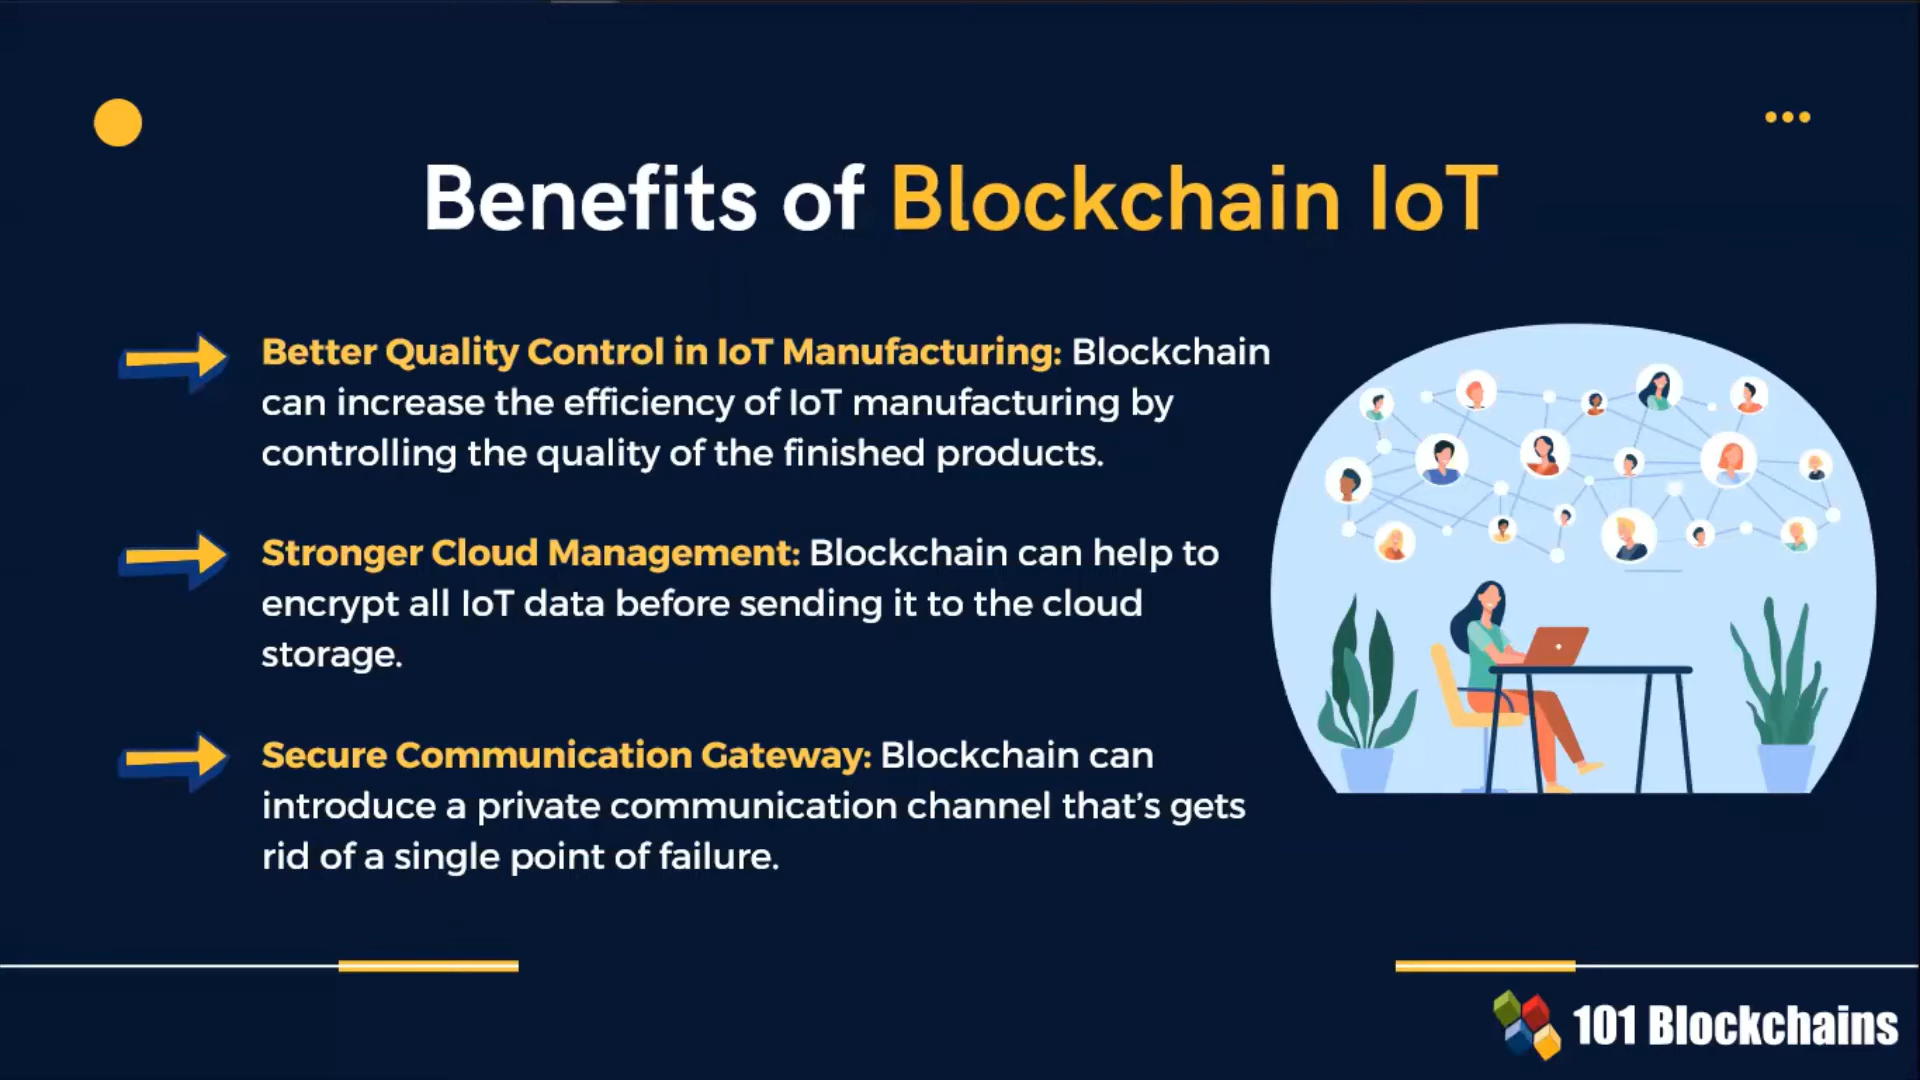 Benefits of Blockchain IoT
Better Quality Control in IoT Manufacturing: Blockchain
can increase the efficiency of IoT manufacturing by
controlling the quality of the finished products.
Stronger Cloud Management: Blockchain can help to
encrypt all IoT data before sending it to the cloud
storage.
Secure Communication Gateway: Blockchain can
introduce a private communication channel that's gets
rid of a single point of failure.
101 Blockchains